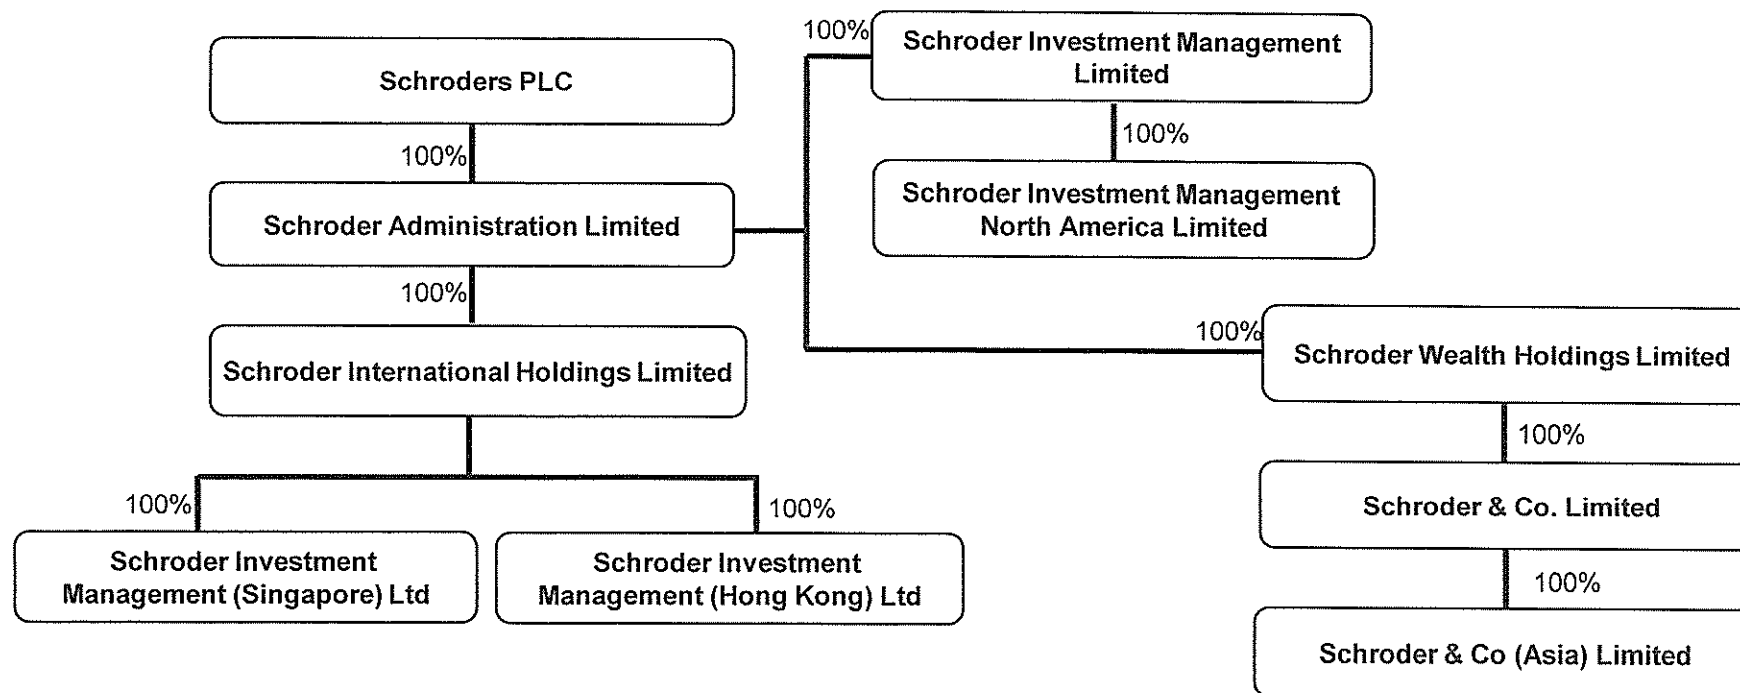 Schroders PLC
100%
Schroder Administration Limited
100%
Schroder International Holdings Limited
100%
Schroder Investment
Management (Singapore) Ltd
100%
Schroder Investment
Management (Hong Kong) Ltd
100%
Schroder Investment Management
Limited
100%
Schroder Investment Management
North America Limited
100%
Schroder Wealth Holdings Limited
100%
Schroder & Co. Limited
100%
Schroder & Co (Asia) Limited